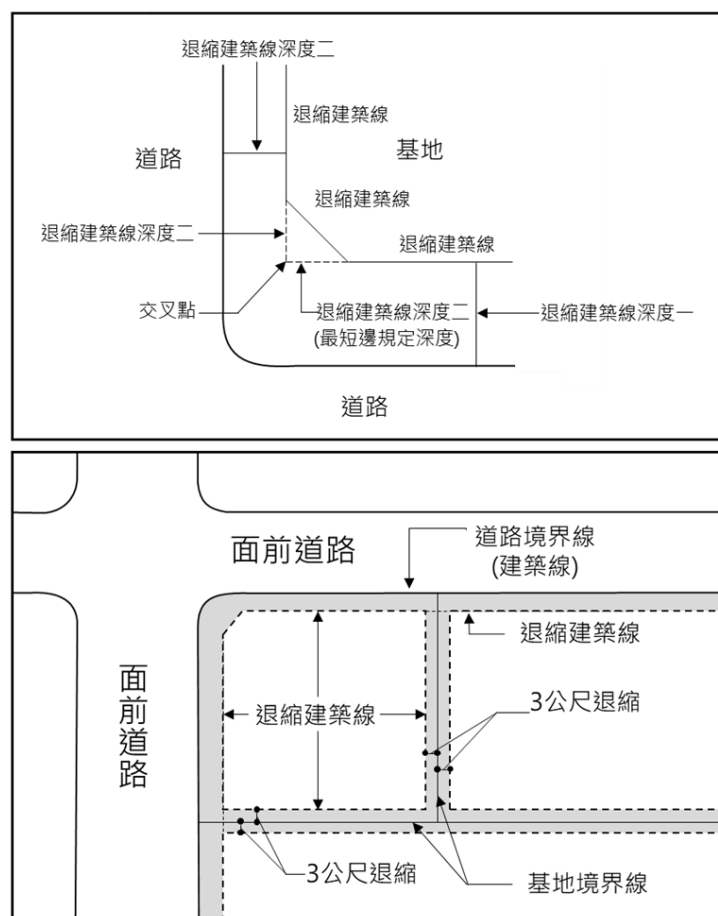 退縮建築線深度二
退縮建築線
道路
基地
退縮建築線
退縮建築線深度二
退縮建築線
交叉點
退縮建築線深度二
(最短邊規定深度)
退縮建築線深度一
道路
面前道路
道路境界線
(建築線)
退縮建築線
面前道路
退縮建築線
3公尺退縮
3公尺退縮
基地境界線